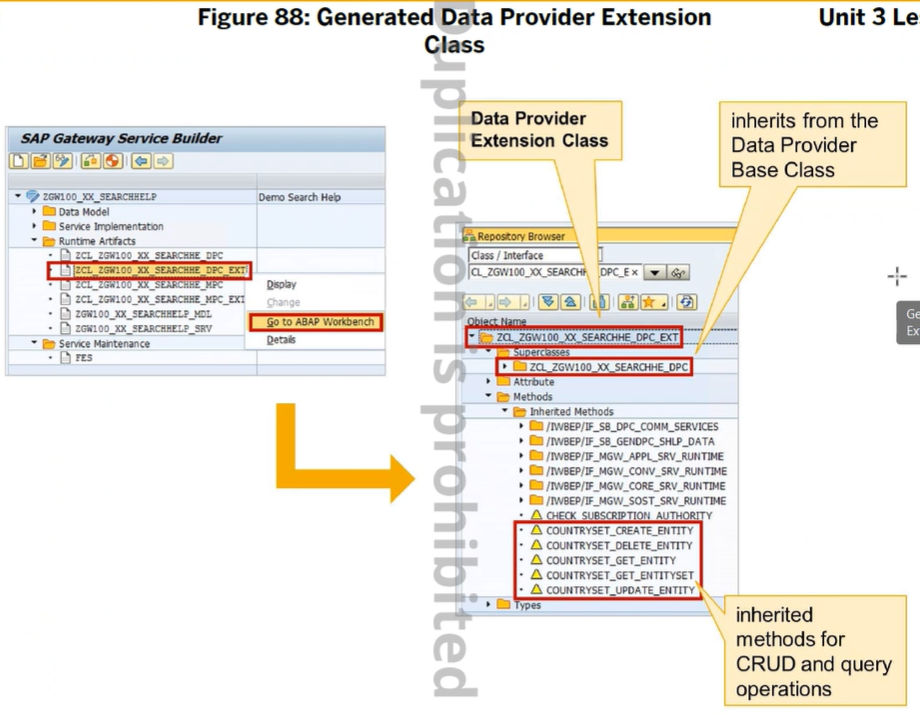 Figure 88: Generated Data Provider Extension
Class
Unit 3 Le
Duplication is prohibited
SAP Gateway Service Builder
ZGW100_XX_SEARCHHELP
Demo Search Help
Data Model
Service Implementation
Runtime Artifacts
ZCL_ZGW100_XX_SEARCHHE_DPC
ZCL_ZGW100_XX_SEARCHHE_DPC_EXT
ZCL_ZGW100_XX_SEARCHHE_MPC
ZCL_ZGW100_XX_SEARCHHE_MPC_EXT
ZGW100_XX_SEARCHHELP_MDL
ZGW100_XX_SEARCHHELP_SRV
Service Maintenance
FES
Display
Change
Go to ABAP Workbench
Details
Data Provider
Extension Class
inherits from the
Data Provider
Base Class
Repository Browser
Class / Interface
CL_ZGW100_XX_SEARCHH DPC_E
Object Name
ZCL_ZGW100_XX_SEARCHHE_DPC_EXT
Superclasses
ZCL_ZGW100_XX_SEARCHHE_DPC
Attribute
Methods
Inherited Methods
/IWBEP/IF_SB_DPC_COMM_SERVICES
/IWBEP/IF_SB_GENDPC_SHLP_DATA
/IWBEP/IF_MGW_APPL_SRV_RUNTIME
/IWBEP/IF_MGW_CONV_SRV_RUNTIME
/IWBEP/IF_MGW_CORE_SRV_RUNTIME
/IWBEP/IF_MGW_SOST_SRV_RUNTIME
CHECK_SUBSCRIPTION_AUTHORITY
COUNTRYSET_CREATE_ENTITY
COUNTRYSET_DELETE_ENTITY
COUNTRYSET_GET_ENTITY
COUNTRYSET_GET_ENTITYSET
COUNTRYSET_UPDATE_ENTITY
Types
inherited
methods for
CRUD and query
operations
Ge
Ex